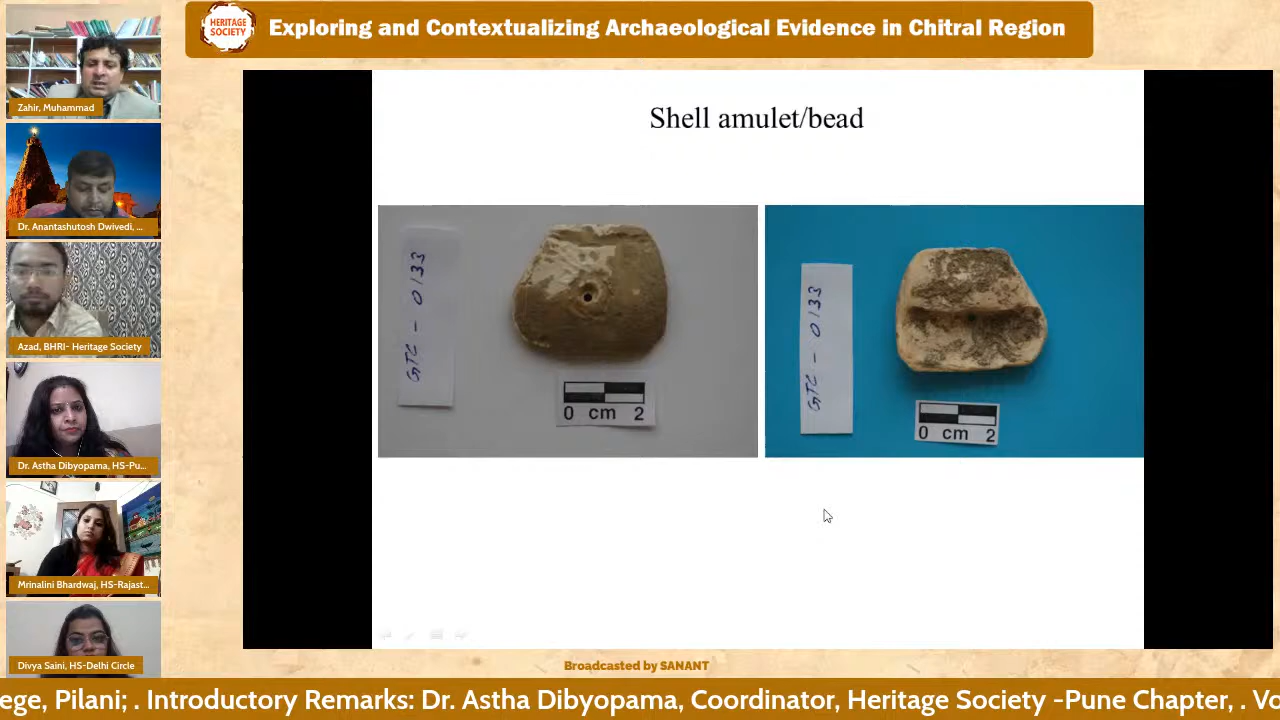 HERITAGE
SOCIETY
Exploring and Contextualizing Archaeological Evidence in Chitral Region
Zahir, Muhammad
Dr. Anantashutosh Dwivedi, ...
Azad, BHRI- Heritage Society
Dr. Astha Dibyopama, HS-Pu...
Mrinalini Bhardwaj, HS-Rajast...
Divya Saini, HS-Delhi Circle
Shell amulet/bead
GTC - 0133
0 cm 2
GTC - 0133
0 cm 2
Broadcasted by SANANT
ege, Pilani; . Introductory Remarks: Dr. Astha Dibyopama, Coordinator, Heritage Society -Pune Chapter, . Vo